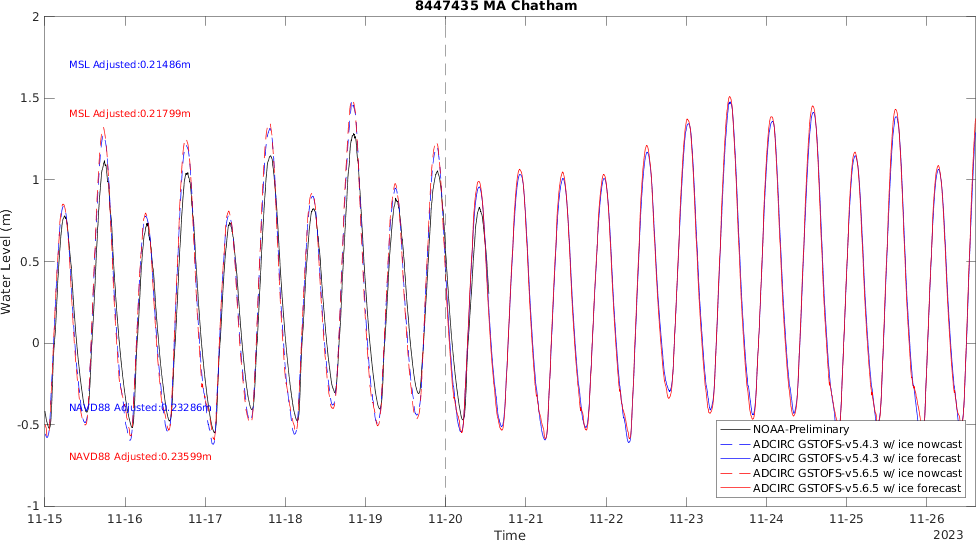 8447435 MA Chatham
Water Level (m)
2
1.5
1
0.5
0
-0.5
-1
MSL Adjusted:0.21486m
MSL Adjusted:0.21799m
NAVD88 Adjusted:0.23286m
NAVD88 Adjusted:0.23599m
NOAA-Preliminary
ADCIRC GSTOFS-v5.4.3 w/ ice nowcast
ADCIRC GSTOFS-v5.4.3 w/ ice forecast
ADCIRC GSTOFS-v5.6.5 w/ ice nowcast
ADCIRC GSTOFS-v5.6.5 w/ ice forecast
11-15 11-16 11-17 11-18 11-19 11-20 11-21 11-22 11-23 11-24 11-25 11-26
Time
2023